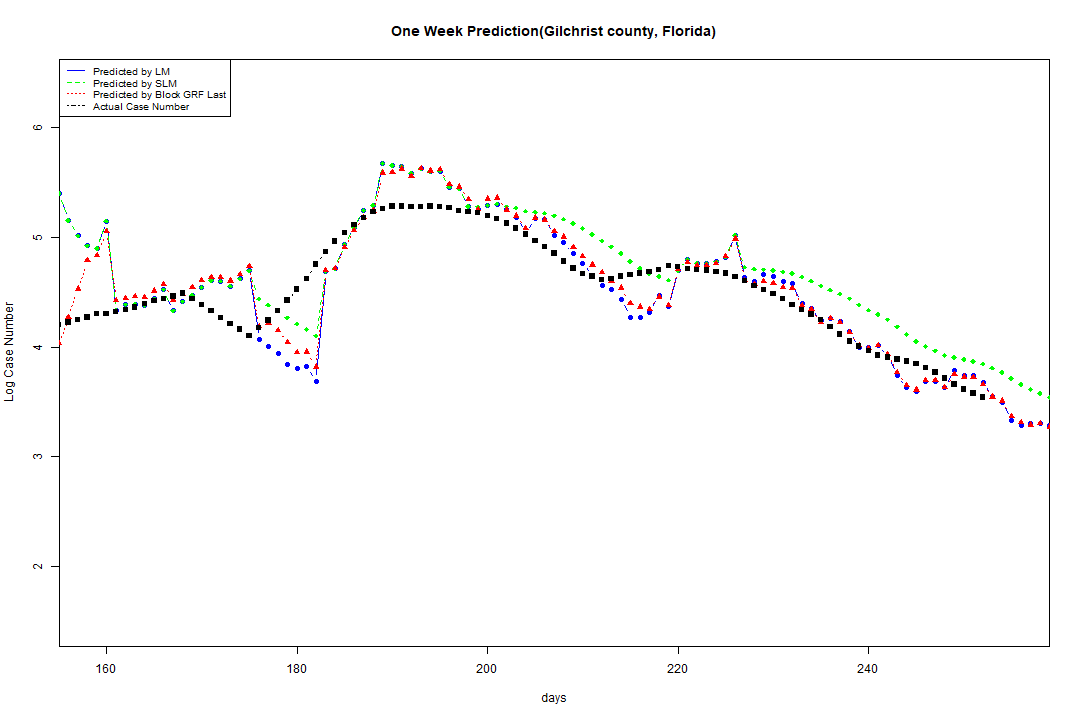 One Week Prediction(Gilchrist county, Florida)
Predicted by LM
Predicted by SLM
Predicted by Block GRF Last
Actual Case Number
6
5
4
3
2
Log Case Number
160 180 200 220 240
days